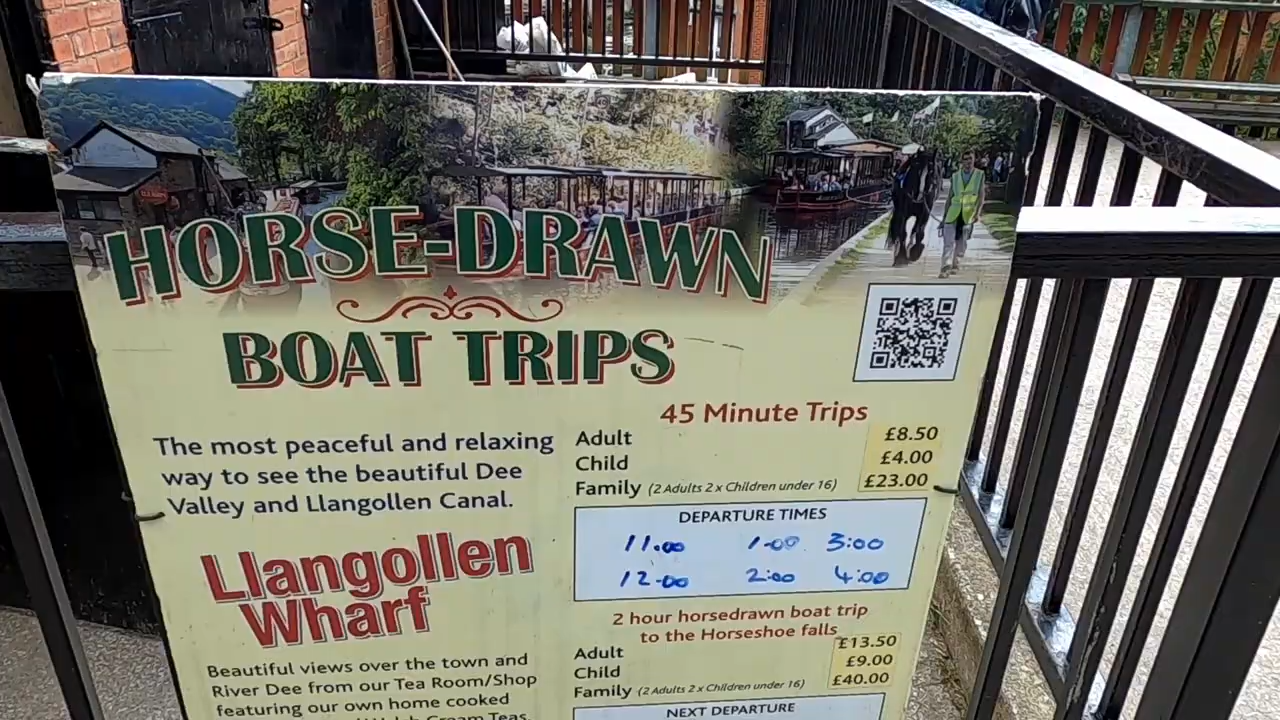 HORSE-DRAWN
BOAT TRIPS
The most peaceful and relaxing
way to see the beautiful Dee
Valley and Llangollen Canal.
Llangollen
Wharf
Beautiful views over the town and
River Dee from our Tea Room/Shop
featuring our own home cooked
Welsh Cream Teas
45 Minute Trips
Adult £8.50
Child £4.00
Family (2 Adults 2 x Children under 16) £23.00
DEPARTURE TIMES
11.00 1.00 3:00
12.00 2:00 4:00
2 hour horsedrawn boat trip
to the Horseshoe falls
Adult £13.50
Child £9.00
Family (2 Adults 2 x Children under 16) £40.00
NEXT DEPARTURE